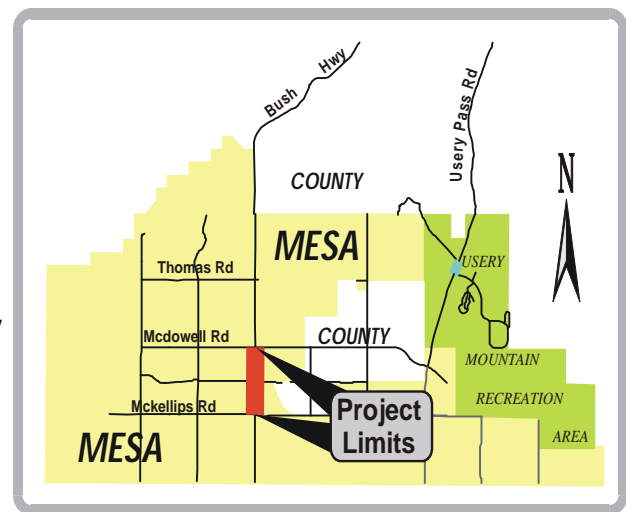 Bush Hwy
Usery Pass Rd
COUNTY
N
MESA
USERY
Thomas Rd
Mcdowell Rd
COUNTY
MOUNTAIN
RECREATION
Mckellips Rd
Project
Limits
AREA
MESA